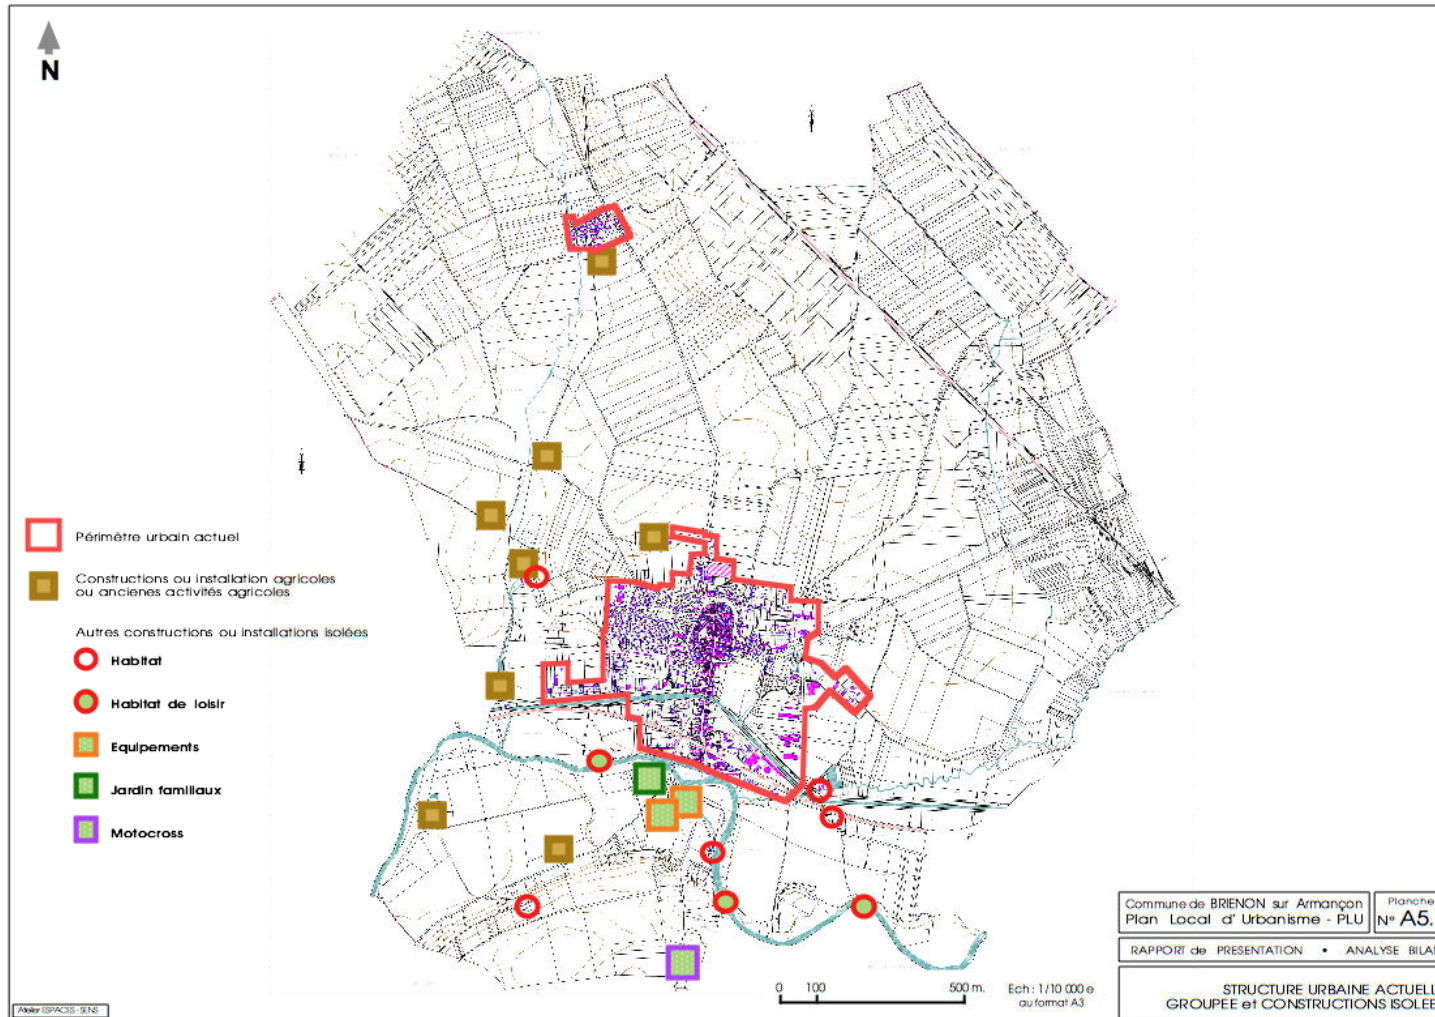 N
Périmètre urbain actuel
Constructions ou installation agricoles
ou anciennes activités agricoles
Autres constructions ou installations isolées
Habitat
Habitat de loisir
Equipements
Jardin familiaux
Motocross
0 100 500 m.
Ech : 1/10 000 e
au format A3
Commune de BRIENON sur Armançon
Plan Local d' Urbanisme - PLU
Planche
N° A5.
RAPPORT de PRESENTATION • ANALYSE BILAN
STRUCTURE URBAINE ACTUELL
GROUPEE et CONSTRUCTIONS ISOLEE
Atelier ESPACES - SENS